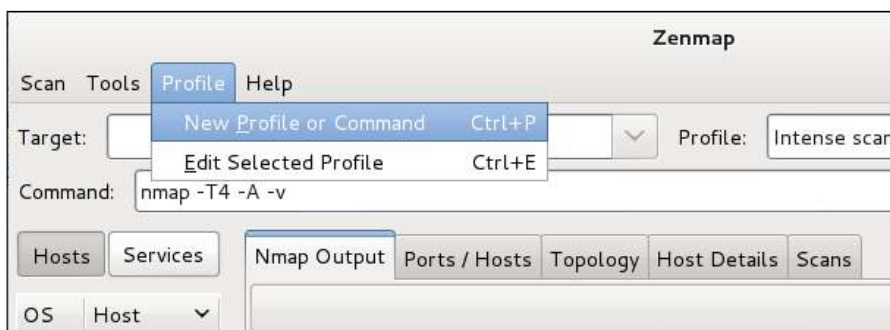 Zenmap
Scan Tools Profile Help
New Profile or Command Ctrl+P
Target: Profile: Intense scan
Edit Selected Profile Ctrl+E
Command: nmap -T4 -A -v
Hosts Services Nmap Output Ports / Hosts Topology Host Details Scans
OS Host